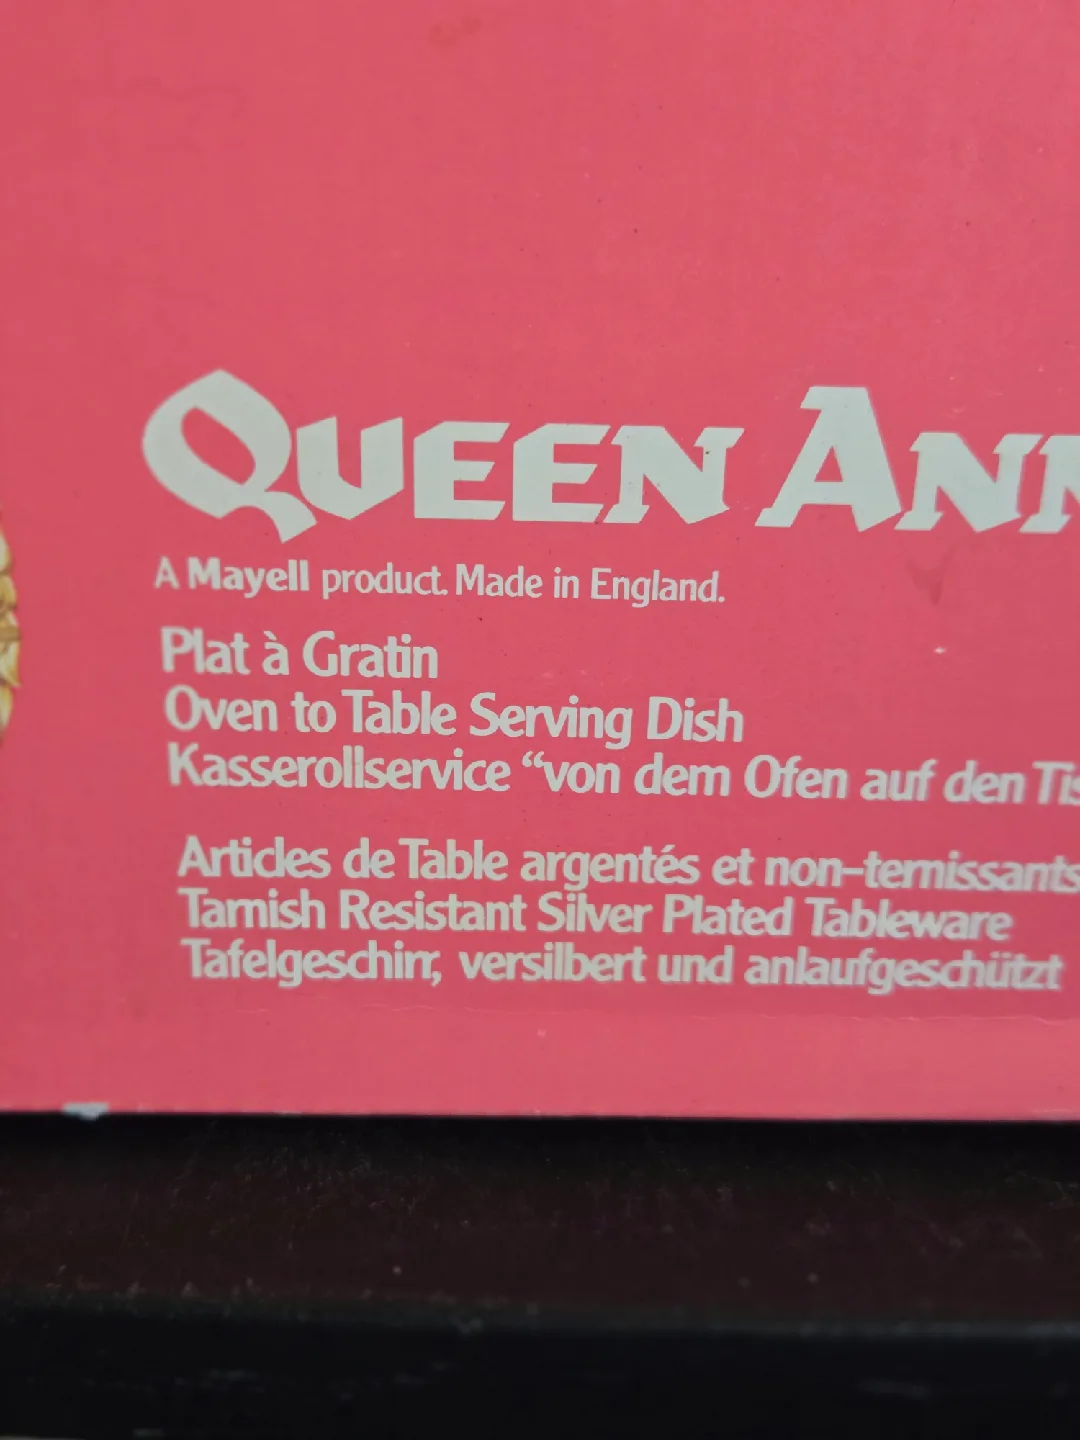 QUEEN ANN
A Mayell product. Made in England.
Plat à Gratin
Oven to Table Serving Dish
Kasserollservice “von dem Ofen auf den Tis
Articles de Table argentés et non-ternissants
Tarnish Resistant Silver Plated Tableware
Tafelgeschirr, versilbert und anlaufgeschützt